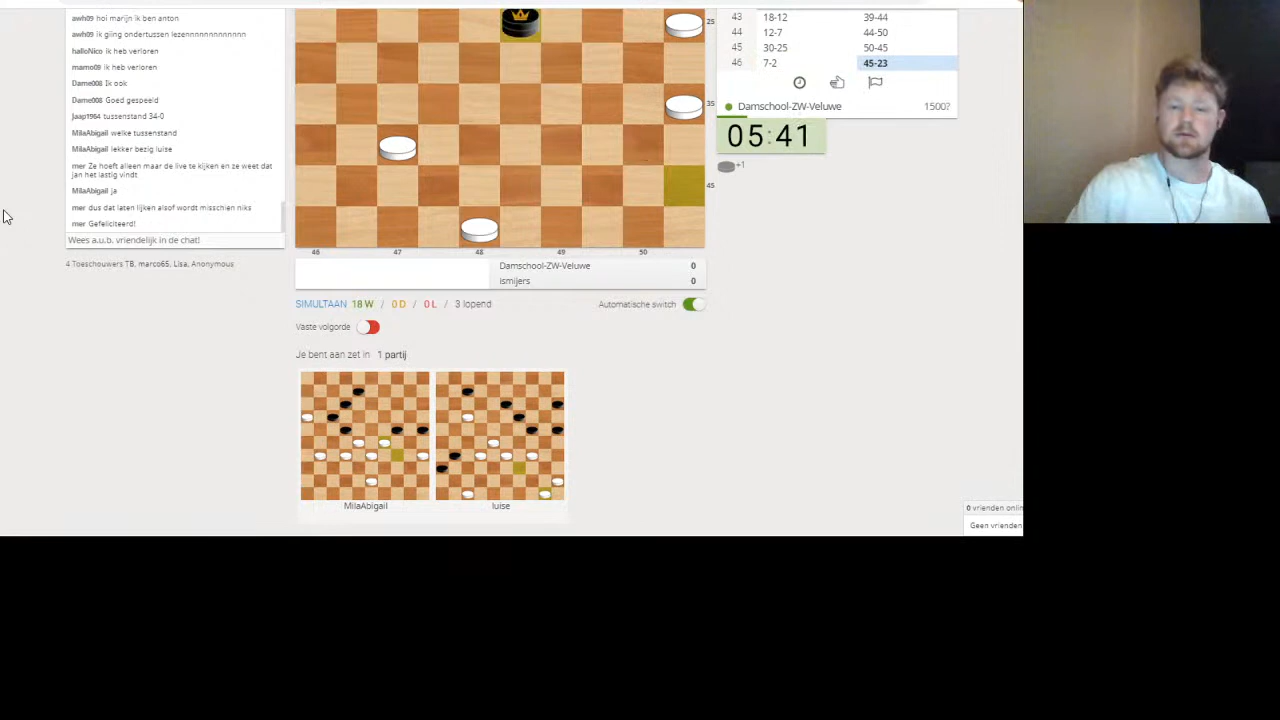 awh09 hoi marijn ik ben anton
awh09 ik giing ondertussen lezennnnnnnnnnnnn
halloNico ik heb verloren
mamo09 ik heb verloren
Dame008 Ik ook
Dame008 Goed gespeeld
Jaap1964 tussenstand 34-0
MilaAbigail welke tussenstand
MilaAbigail lekker bezig luise
mer Ze hoeft alleen maar de live te kijken en ze weet dat
jan het lastig vindt
MilaAbigail ja
mer dus dat laten lijken alsof wordt misschien niks
mer Gefeliciteerd!
Wees a.u.b. vriendelijk in de chat!
4 Toeschouwers TB, marco65, Lisa, Anonymous
25
35
45
46 47 48 49 50
43 18-12 39-44
44 12-7 44-50
45 30-25 50-45
46 7-2 45-23
Damschool-ZW-Veluwe 1500?
05:41
+1
Damschool-ZW-Veluwe 0
ismijers 0
SIMULTAAN 18 W / 0 D / 0 L / 3 lopend
Automatische switch
Vaste volgorde
Je bent aan zet in 1 partij
MilaAbigail
luise
0 vrienden onlin
Geen vrienden